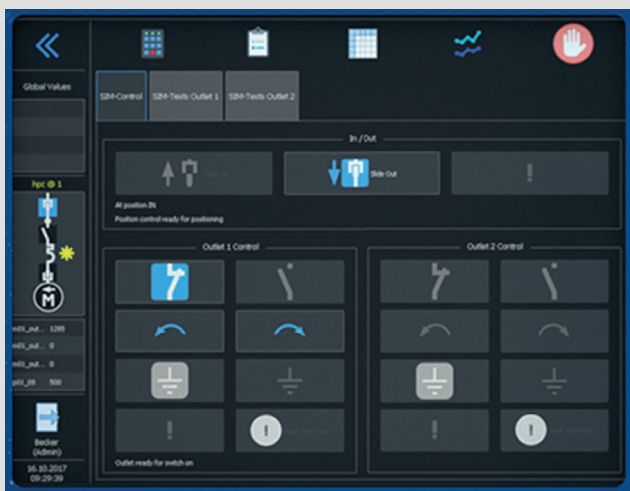 Global Values
SIM-Control
SIM-Tests Outlet 1
SIM-Tests Outlet 2
In / Out
Slide Out
At position IN
Position control ready for positioning
hpc @ 1
M
Outlet 1 Control
Outlet 2 Control
1285
0
0
500
Outlet ready for switch on
Becker
(Admin)
16.10.2017
09:29:39